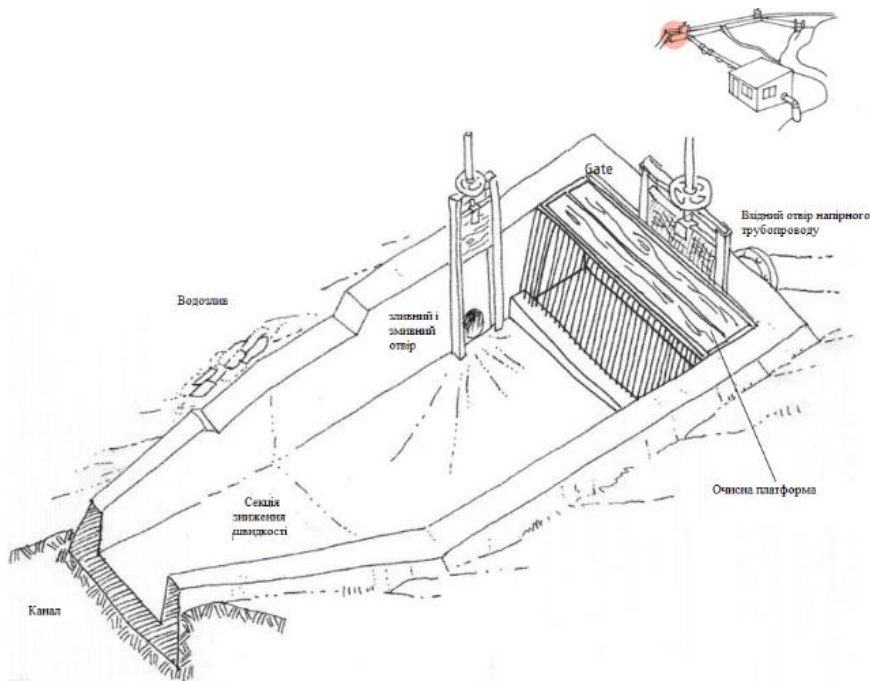 Gate
Вхідний отвір напірного
трубопроводу
Водозлив
зливний і
змивний
отвір
Очисна платформа
Секція
зниження
швидкості
Канал